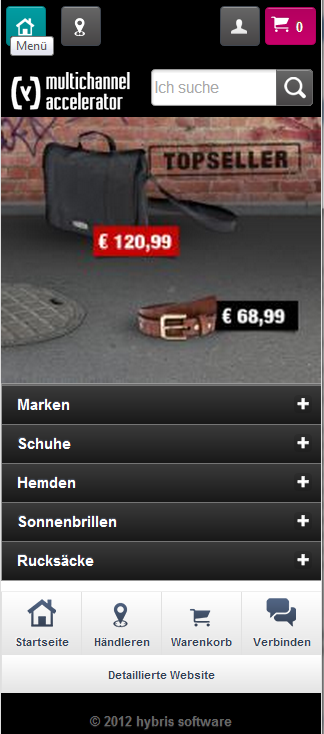 Menü
0
multichannel
accelerator
Ich suche
TOPSELLER
€ 120,99
€ 68,99
Marken
Schuhe
Hemden
Sonnenbrillen
Rucksäcke
Startseite
Händleren
Warenkorb
Verbinden
Detaillierte Website
© 2012 hybris software